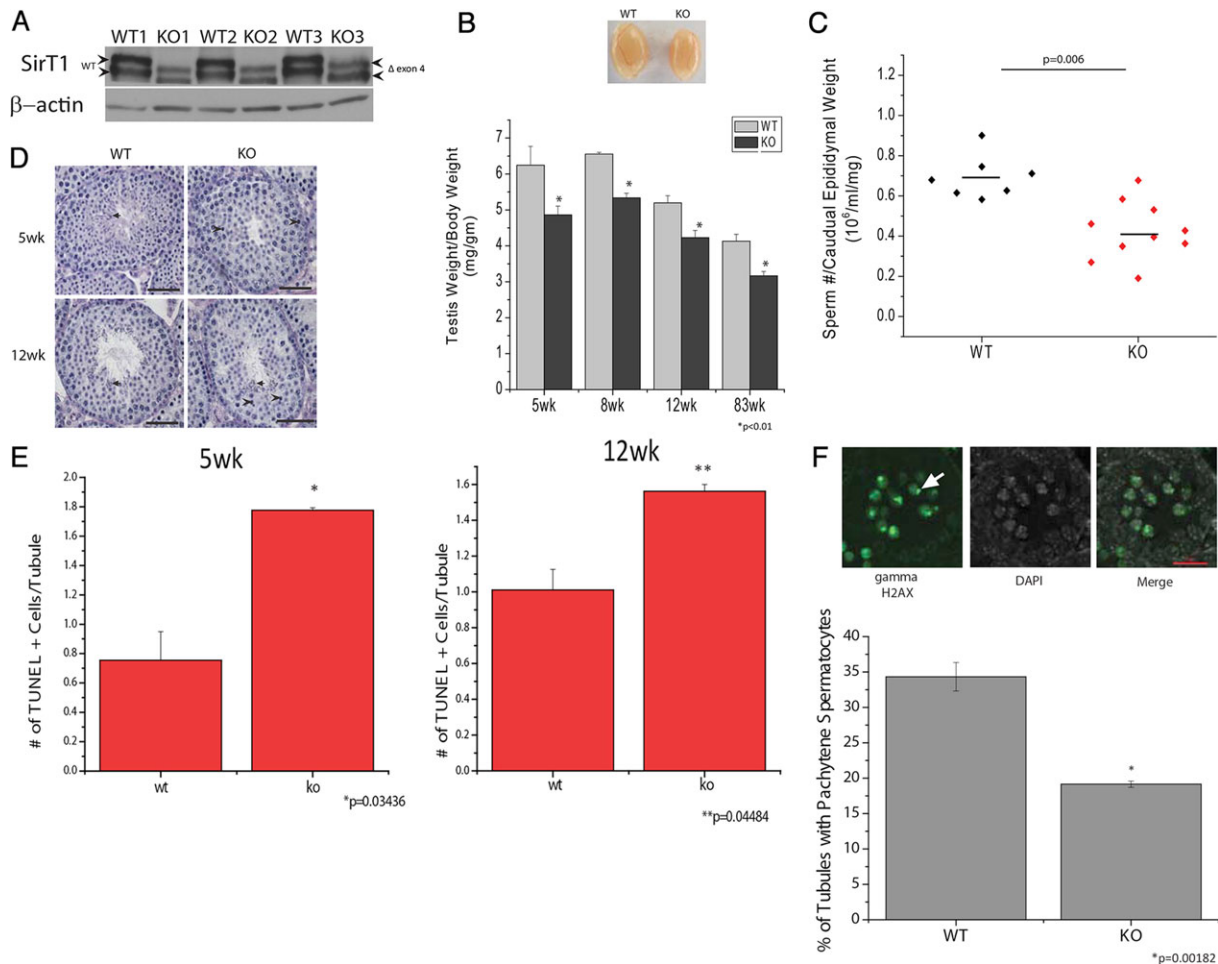 A
WT1 KO1 WT2 KO2 WT3 KO3
SirT1
WT
Δ exon 4
β–actin
B
WT KO
WT
KO
Testis Weight/Body Weight
(mg/gm)
7
6
5
4
3
2
1
0
* * * *
5wk 8wk 12wk 83wk
*p<0.01
C
p=0.006
Sperm #/Caudual Epididymal Weight
(10⁶/ml/mg)
1.2
1.0
0.8
0.6
0.4
0.2
0.0
WT KO
D
WT KO
5wk
12wk
E
5wk
# of TUNEL + Cells/Tubule
2.0
1.8
1.6
1.4
1.2
1.0
0.8
0.6
0.4
0.2
0.0
*
wt ko
*p=0.03436
12wk
# of TUNEL + Cells/Tubule
1.6
1.4
1.2
1.0
0.8
0.6
0.4
0.2
0.0
**
wt ko
**p=0.04484
F
gamma
H2AX
DAPI
Merge
% of Tubules with Pachytene Spermatocytes
40
35
30
25
20
15
10
5
0
*
WT KO
*p=0.00182